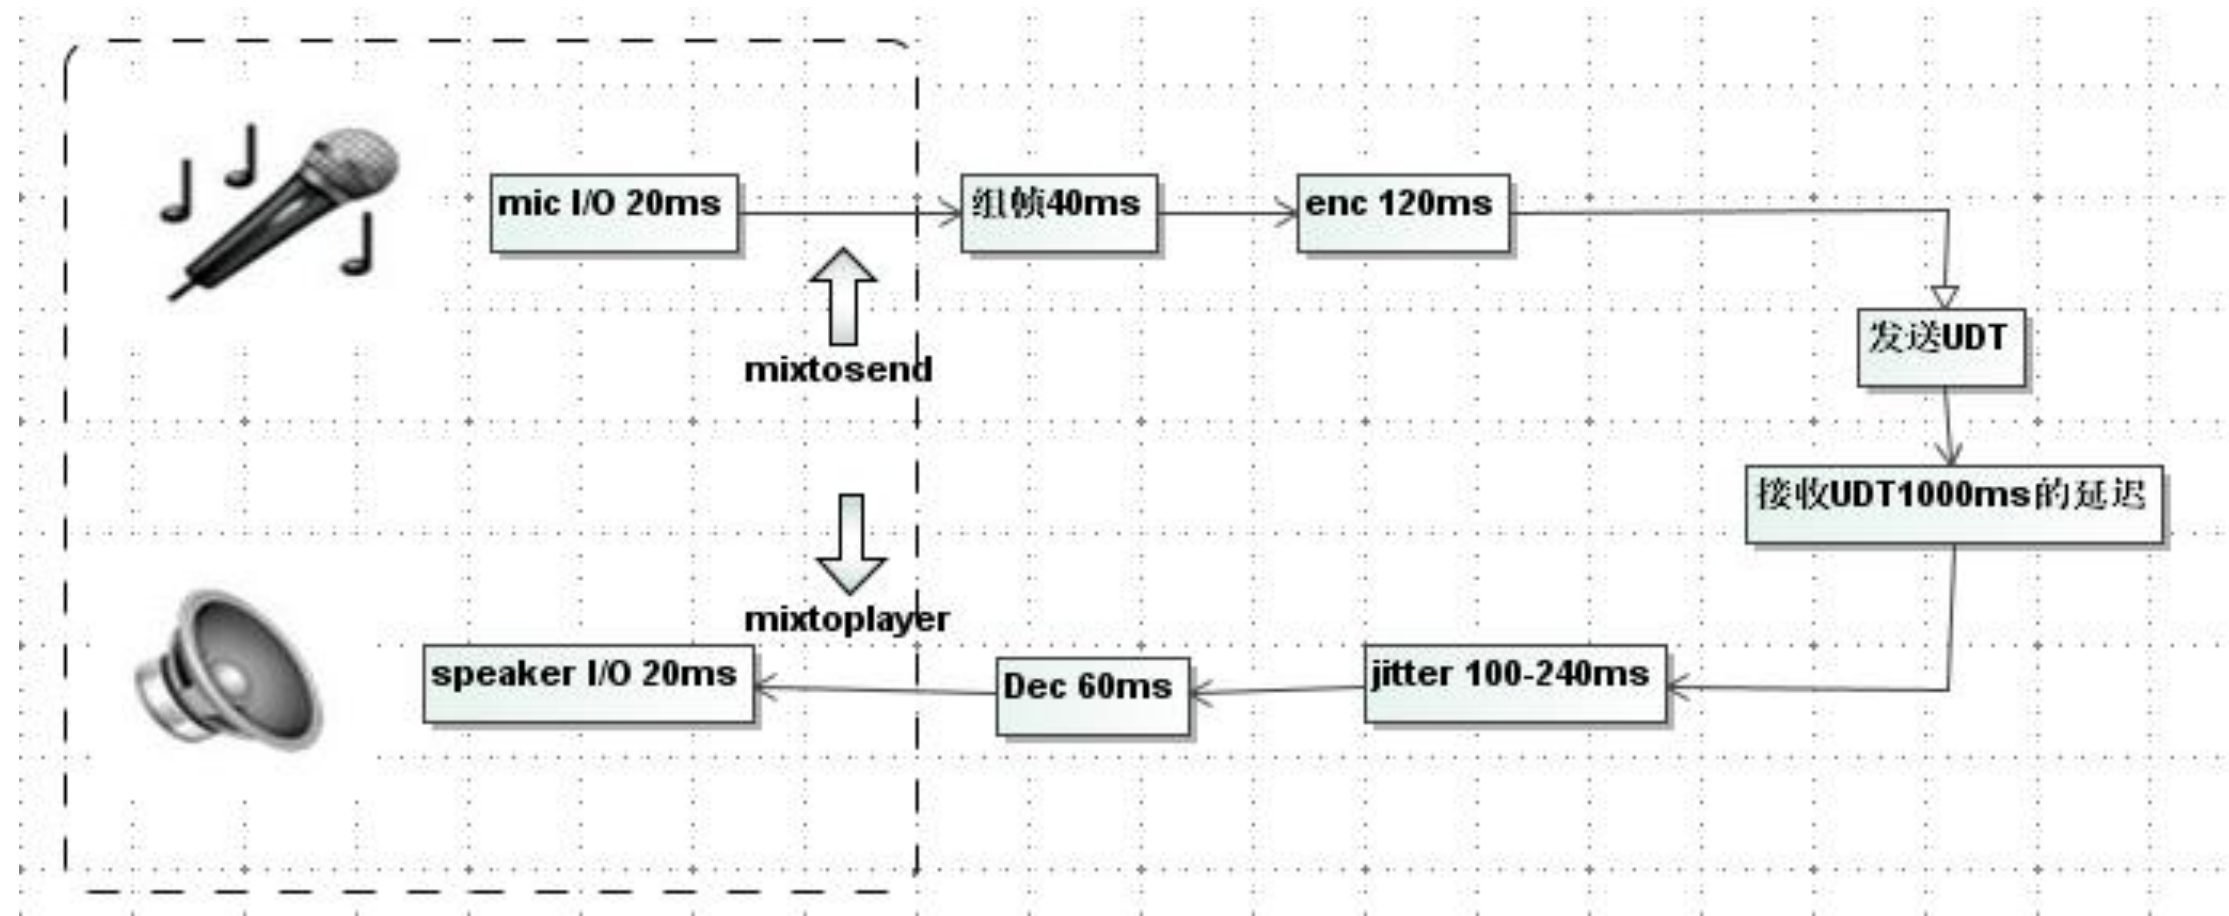 mic I/O 20ms
组帧40ms
enc 120ms
mixtosend
发送UDT
接收UDT1000ms的延迟
mixtoplayer
speaker I/O 20ms
Dec 60ms
jitter 100-240ms